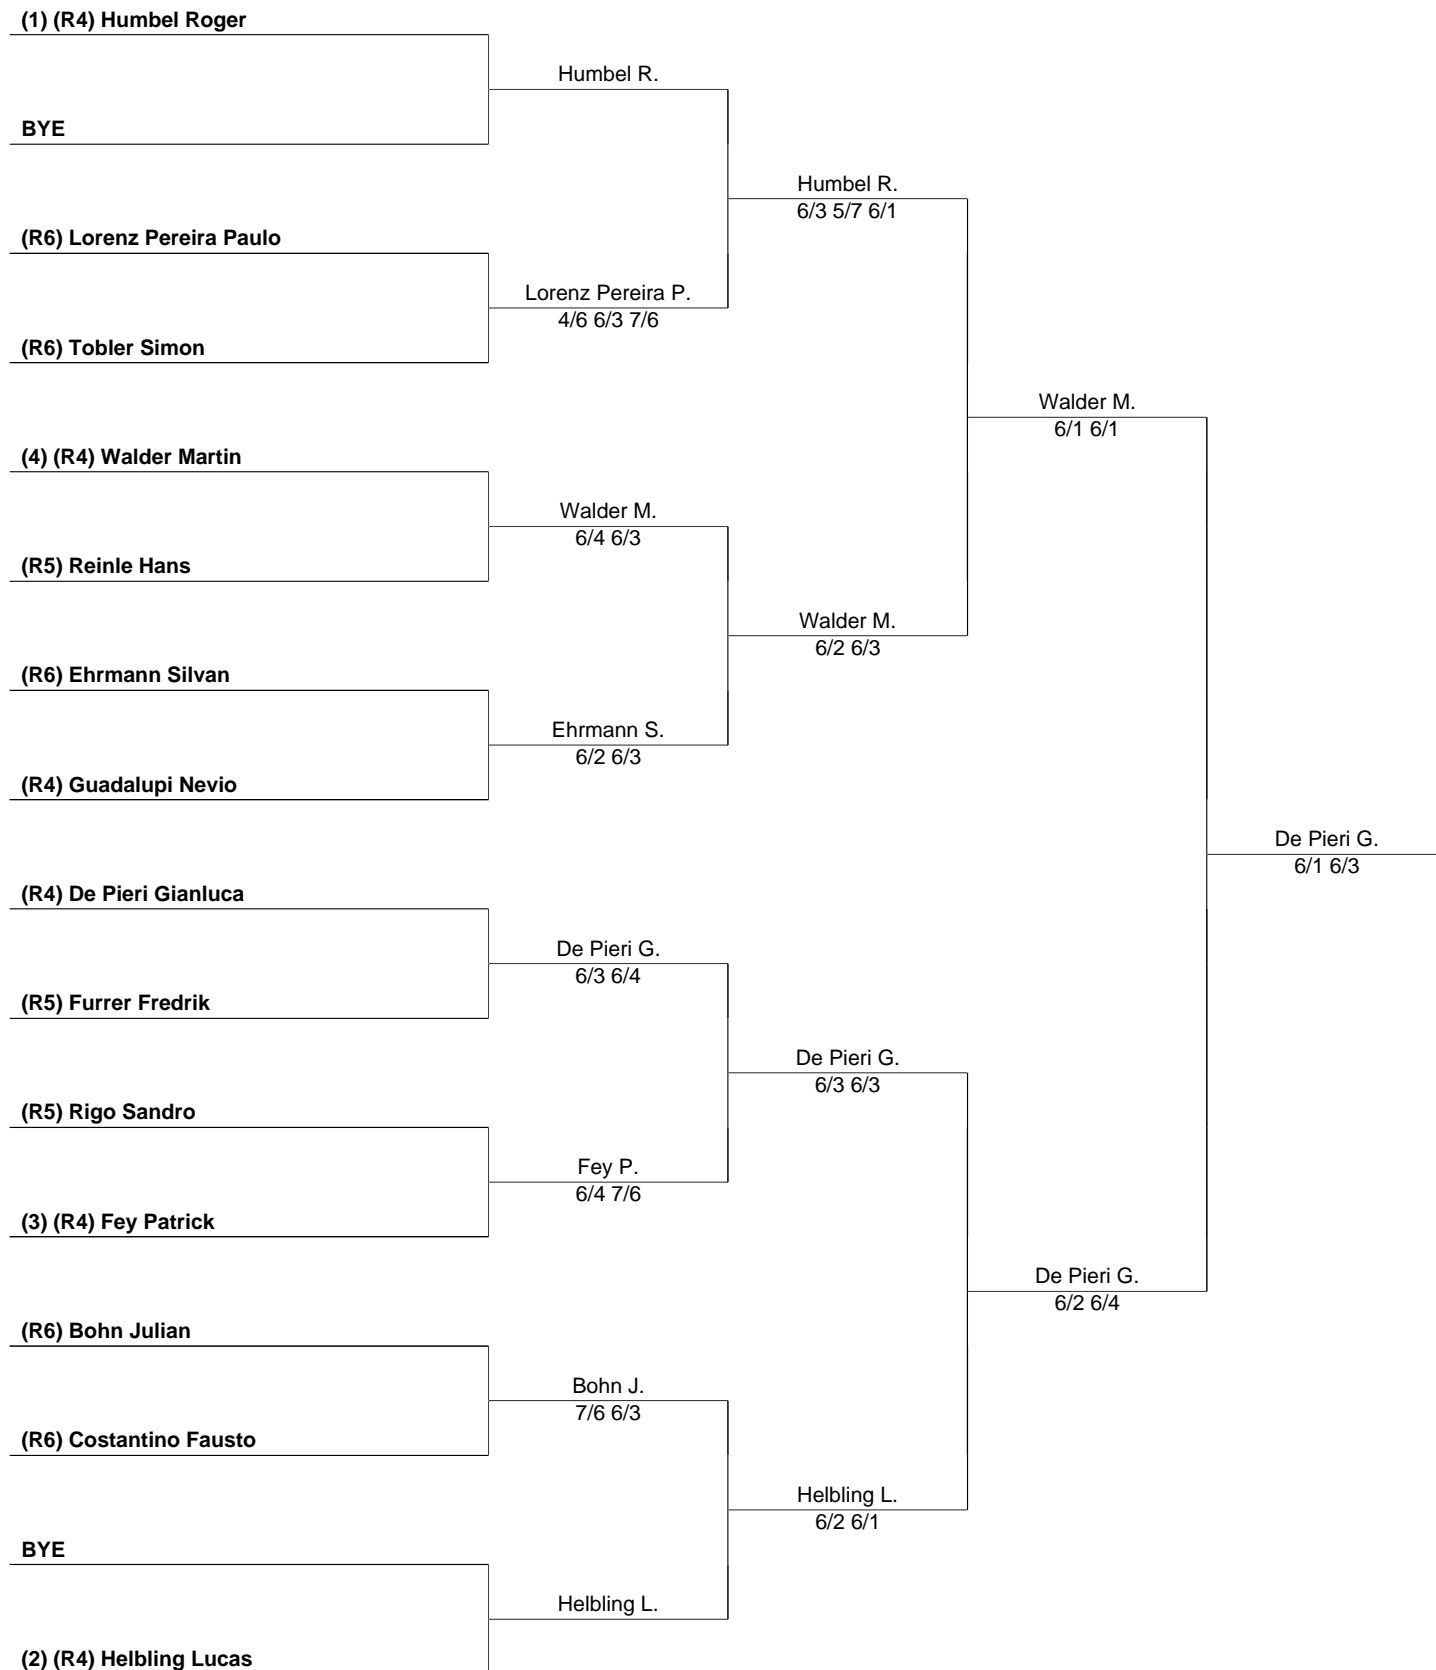 (1) (R4) Humbel Roger
Humbel R.
BYE
Humbel R.
6/3 5/7 6/1
(R6) Lorenz Pereira Paulo
Lorenz Pereira P.
4/6 6/3 7/6
(R6) Tobler Simon
Walder M.
6/1 6/1
(4) (R4) Walder Martin
Walder M.
6/4 6/3
(R5) Reinle Hans
Walder M.
6/2 6/3
(R6) Ehrmann Silvan
Ehrmann S.
6/2 6/3
(R4) Guadalupi Nevio
De Pieri G.
6/1 6/3
(R4) De Pieri Gianluca
De Pieri G.
6/3 6/4
(R5) Furrer Fredrik
De Pieri G.
6/3 6/3
(R5) Rigo Sandro
Fey P.
6/4 7/6
(3) (R4) Fey Patrick
De Pieri G.
6/2 6/4
(R6) Bohn Julian
Bohn J.
7/6 6/3
(R6) Costantino Fausto
Helbling L.
6/2 6/1
BYE
Helbling L.
(2) (R4) Helbling Lucas